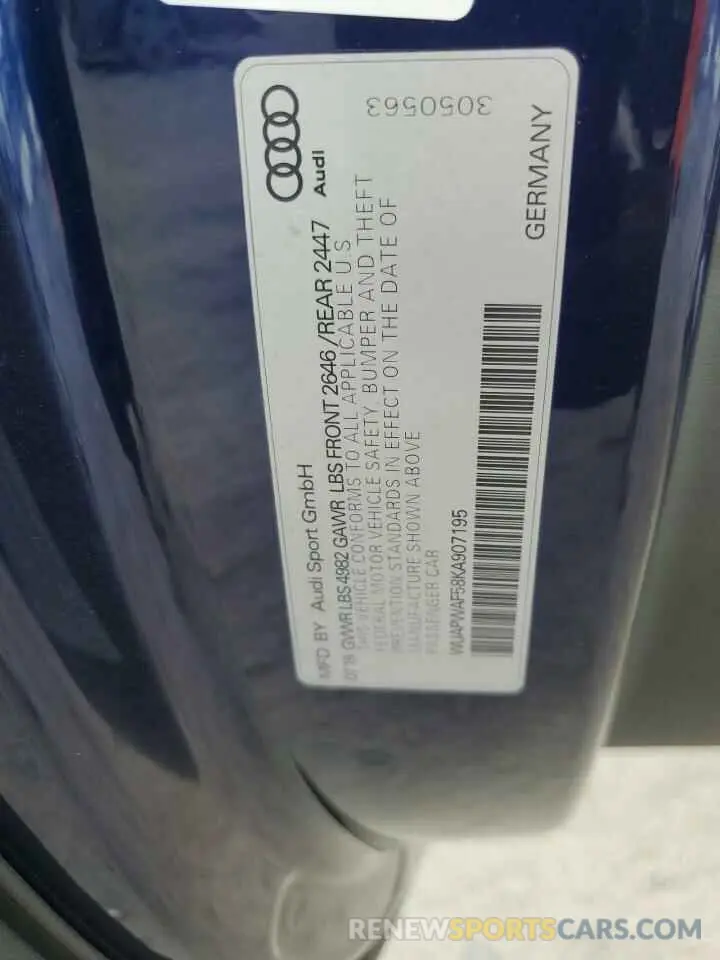 3050563
Audi
MFD BY Audi Sport GmbH
07/18 GVWR LBS 4982 GAWR LBS FRONT 2646/REAR 2447
THIS VEHICLE CONFORMS TO ALL APPLICABLE U.S
FEDERAL MOTOR VEHICLE SAFETY, BUMPER AND THEFT
PREVENTION STANDARDS IN EFFECT ON THE DATE OF
MANUFACTURE SHOWN ABOVE
PASSENGER CAR
WUAPWAF58KA907195
GERMANY
RENEWSPORTSCARS.COM